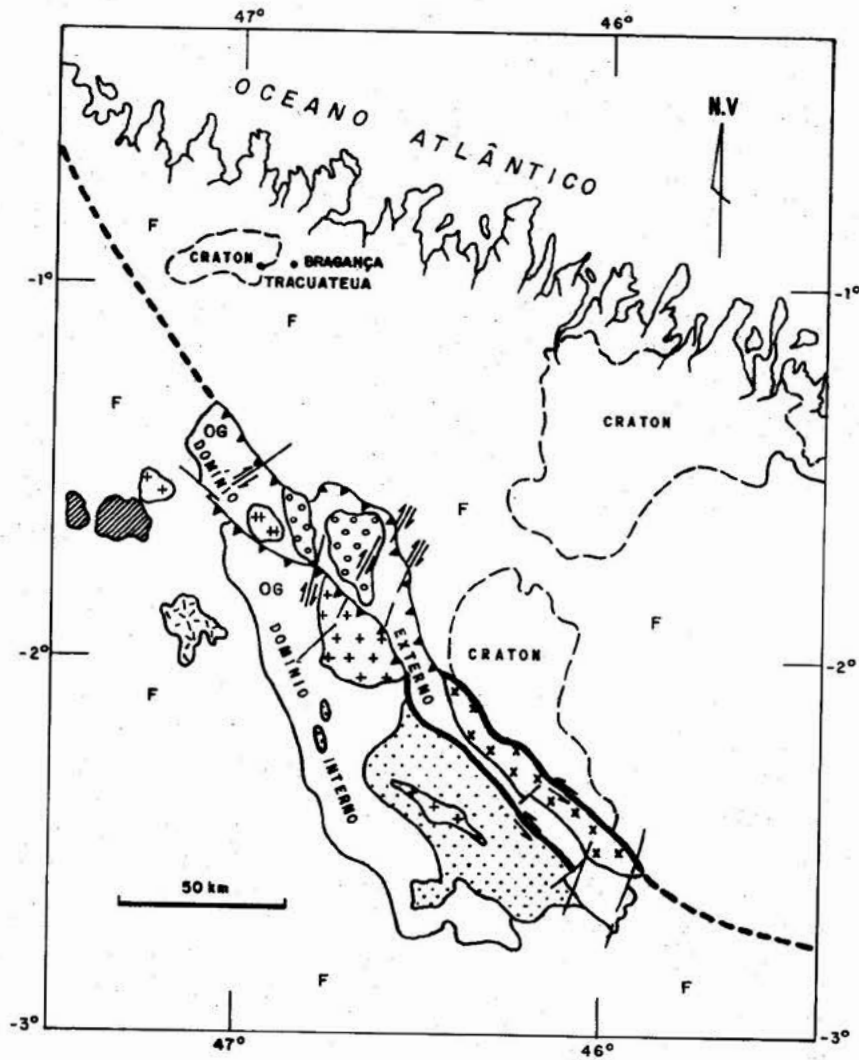 47°
46°
OCEANO ATLÂNTICO
N.V
F
CRATON
BRAGANÇA
TRACUATEUA
-1°
-1°
F
F
CRATON
OG
DOMÍNIO
F
OG
DOMÍNIO
EXTERNO
CRATON
F
-2°
-2°
F
INTERNO
50 km
F
F
-3°
-3°
47°
46°